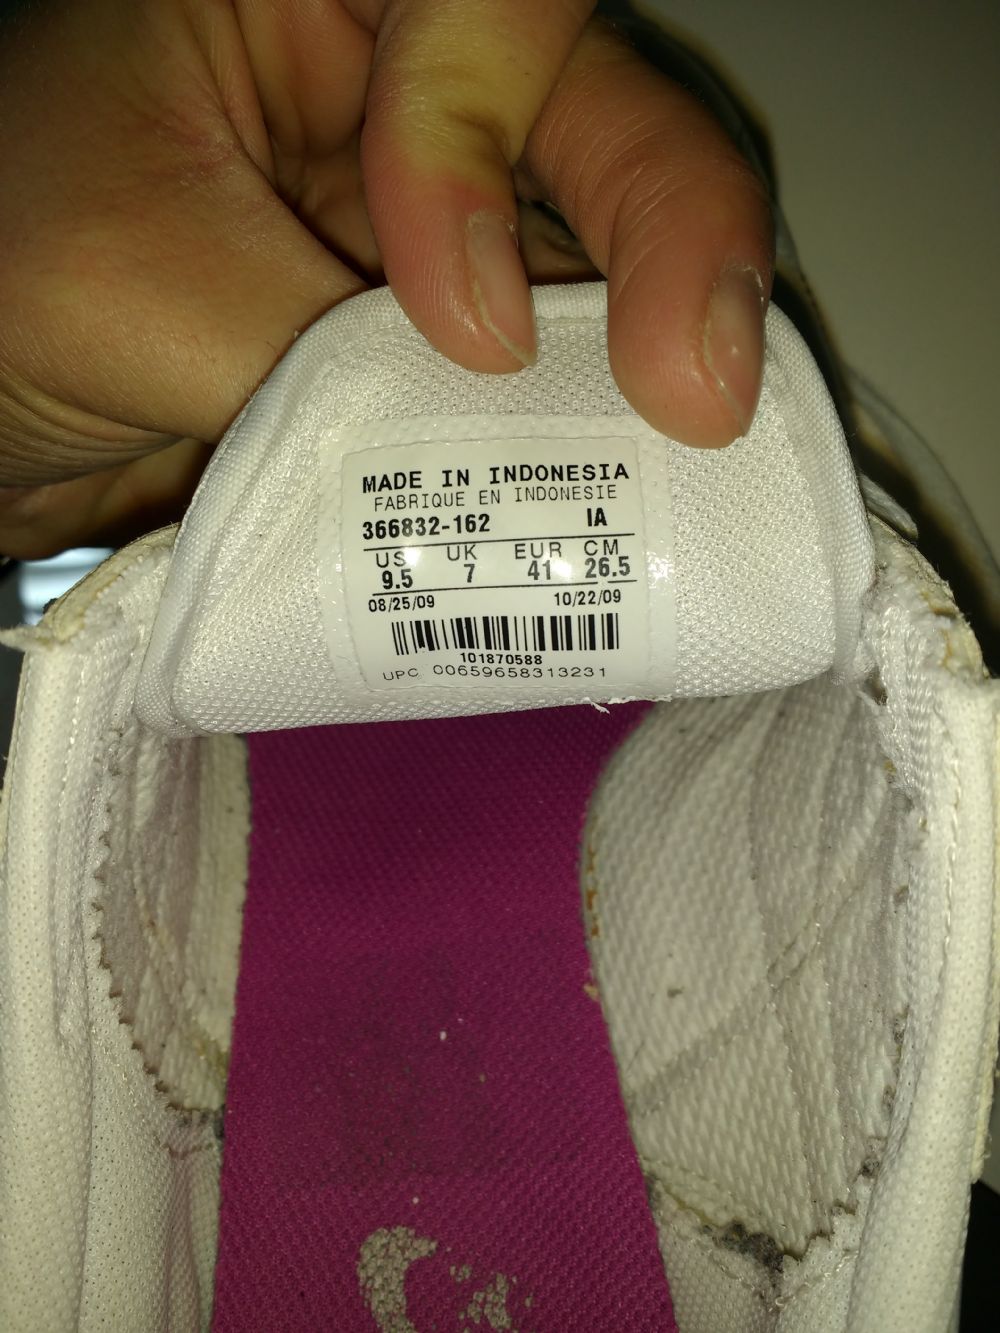 MADE IN INDONESIA
FABRIQUE EN INDONESIE
366832-162 IA
US UK EUR CM
9.5 7 41 26.5
08/25/09 10/22/09
101870588
UPC 00659658313231